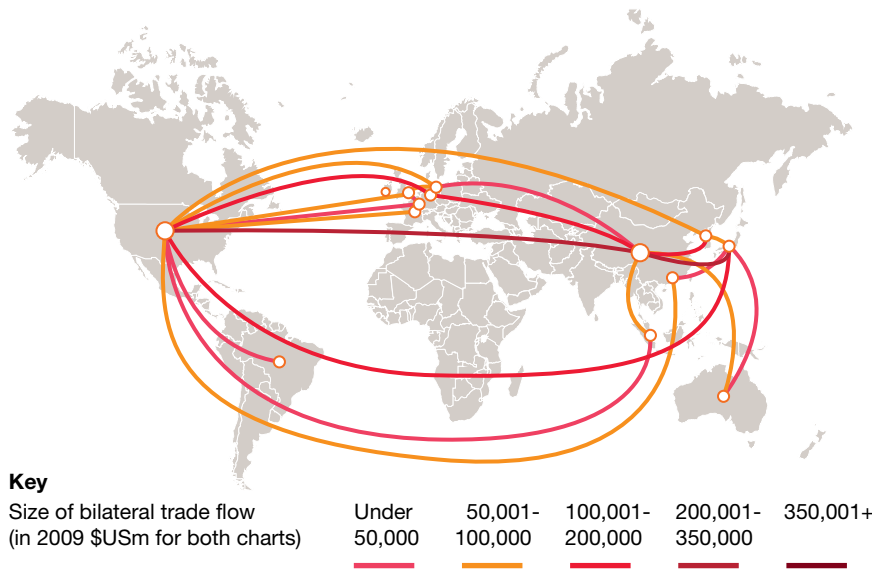 Key
Size of bilateral trade flow
(in 2009 $USm for both charts)
Under
50,000
50,001-
100,000
100,001-
200,000
200,001-
350,000
350,001+